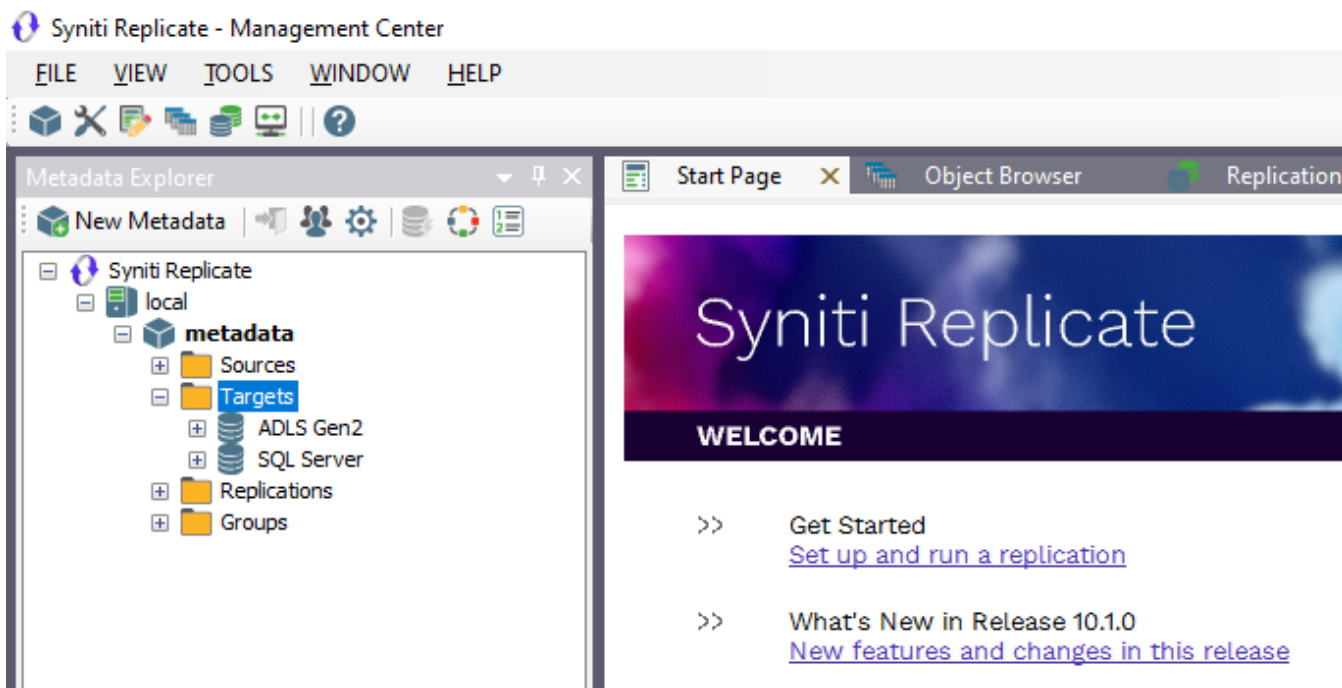 Syniti Replicate - Management Center
FILE VIEW TOOLS WINDOW HELP
Metadata Explorer
Start Page
Object Browser
Replication
New Metadata
Syniti Replicate
local
metadata
Sources
Targets
ADLS Gen2
SQL Server
Replications
Groups
Syniti Replicate
WELCOME
>> Get Started
Set up and run a replication
>> What's New in Release 10.1.0
New features and changes in this release